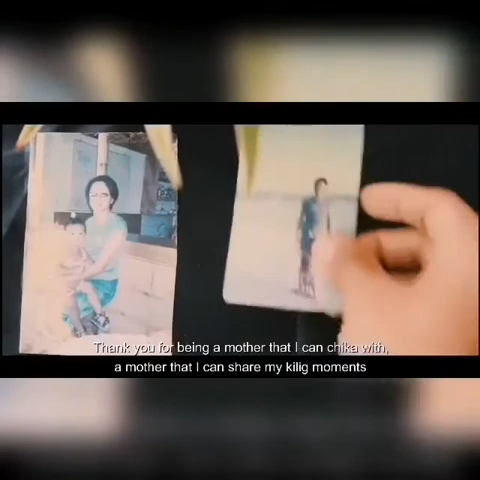 Thank you for being a mother that I can chika with,
a mother that I can share my kilig moments